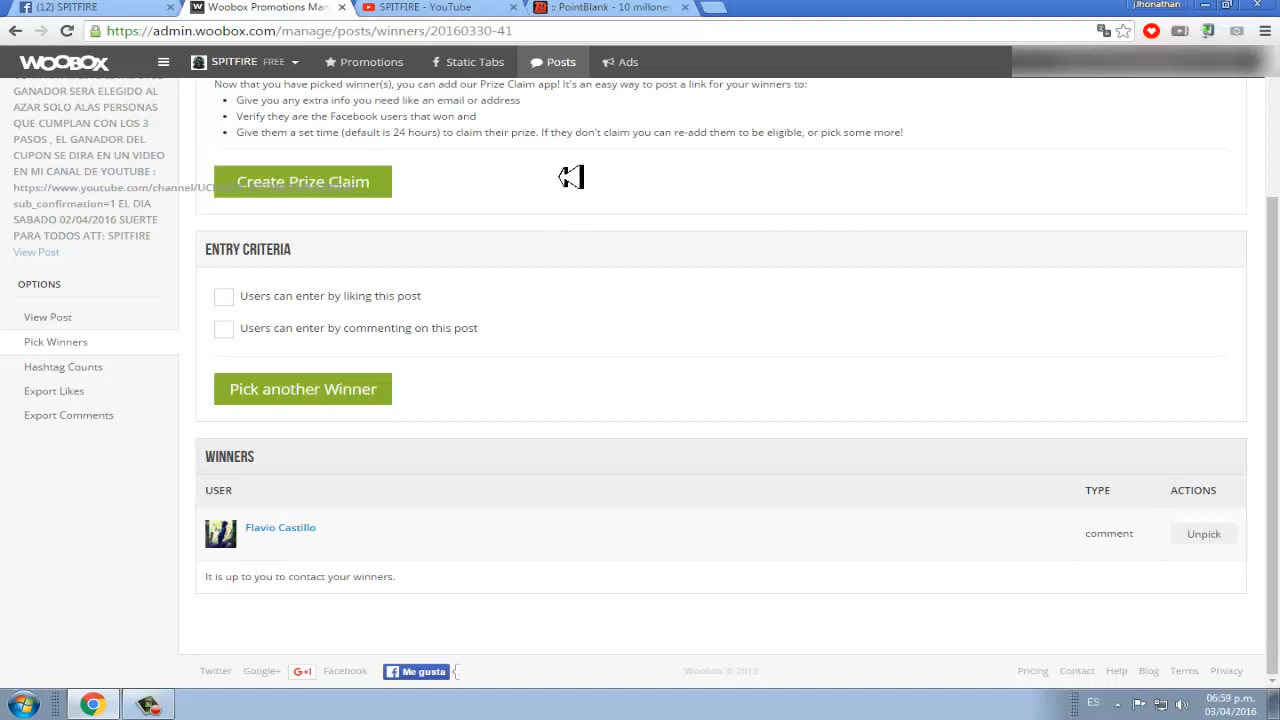 (12) SPITFIRE
Woobox Promotions Man
SPITFIRE - YouTube
:: PointBlank - 10 millones
Jhonathan
https://admin.woobox.com/manage/posts/winners/20160330-41
WOOBOX
SPITFIRE FREE
Promotions
Static Tabs
Posts
Ads
GANADOR SERA ELEGIDO AL
AZAR SOLO ALAS PERSONAS
QUE CUMPLAN CON LOS 3
PASOS , EL GANADOR DEL
CUPON SE DIRA EN UN VIDEO
EN MI CANAL DE YOUTUBE :
https://www.youtube.com/channel/UC
sub_confirmation=1 EL DIA
SABADO 02/04/2016 SUERTE
PARA TODOS ATT: SPITFIRE
View Post
OPTIONS
View Post
Pick Winners
Hashtag Counts
Export Likes
Export Comments
Now that you have picked winner(s), you can add our Prize Claim app! It's an easy way to post a link for your winners to:
• Give you any extra info you need like an email or address
• Verify they are the Facebook users that won and
• Give them a set time (default is 24 hours) to claim their prize. If they don't claim you can re-add them to be eligible, or pick some more!
Create Prize Claim
ENTRY CRITERIA
Users can enter by liking this post
Users can enter by commenting on this post
Pick another Winner
WINNERS
USER TYPE ACTIONS
Flavio Castillo comment Unpick
It is up to you to contact your winners.
Twitter Google+ G+1 Facebook Me gusta Woobox © 2013 Pricing Contact Help Blog Terms Privacy
ES
06:59 p.m.
03/04/2016